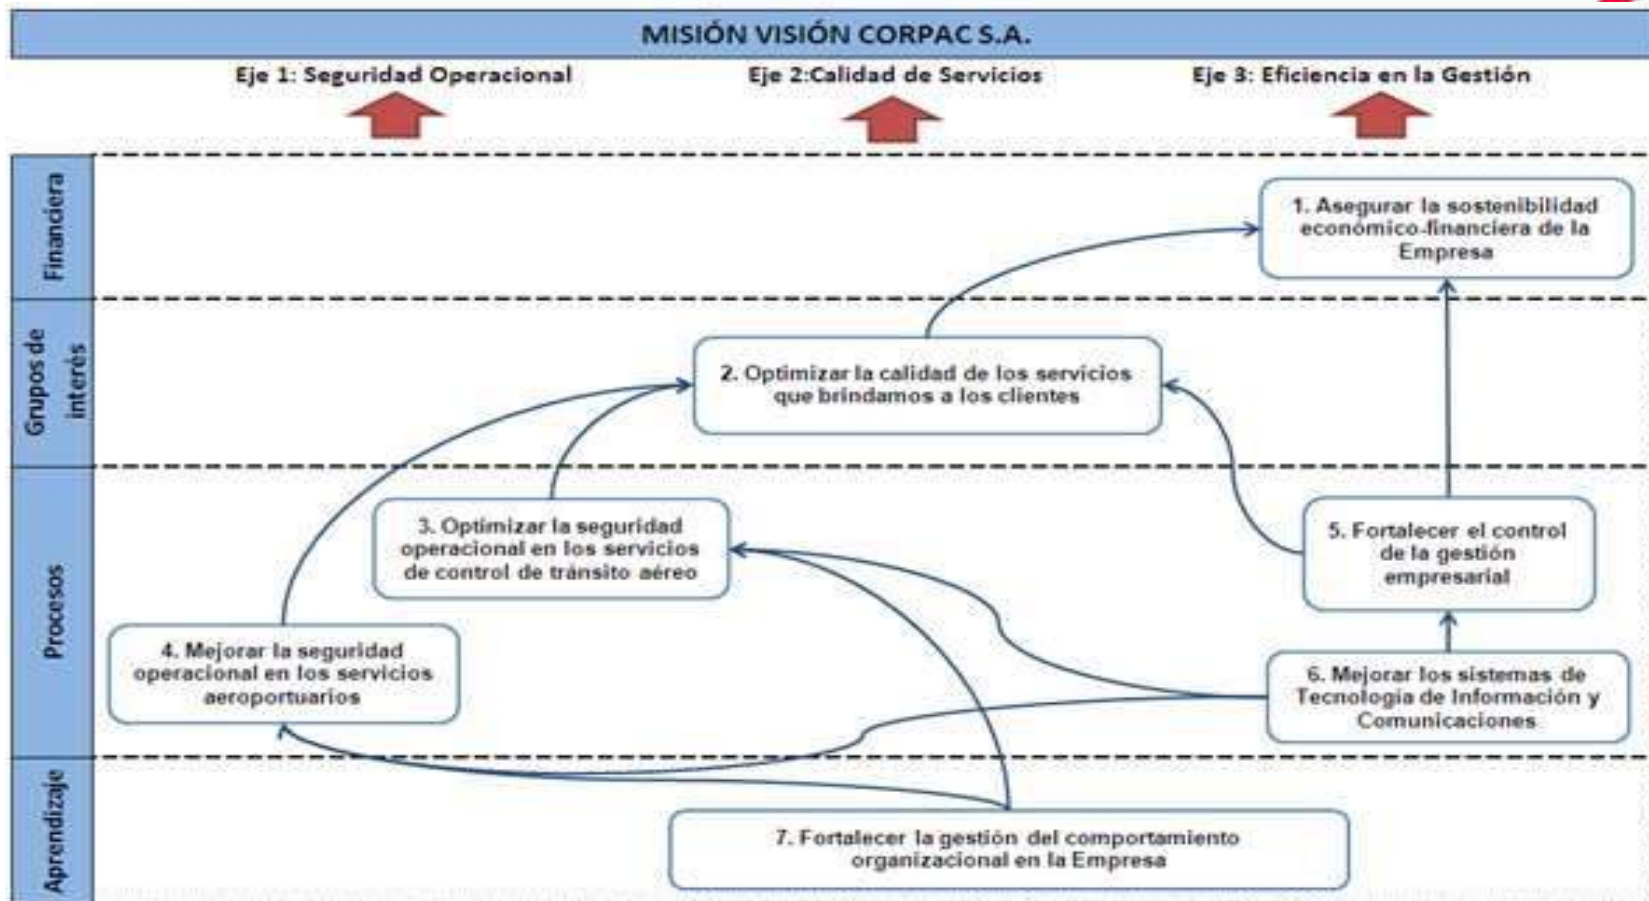 MISIÓN VISIÓN CORPAC S.A.
Eje 1: Seguridad Operacional
Eje 2:Calidad de Servicios
Eje 3: Eficiencia en la Gestión
Financiera
1. Asegurar la sostenibilidad
económico-financiera de la
Empresa
Grupos de
interés
2. Optimizar la calidad de los servicios
que brindamos a los clientes
Procesos
3. Optimizar la seguridad
operacional en los servicios
de control de tránsito aéreo
5. Fortalecer el control
de la gestión
empresarial
4. Mejorar la seguridad
operacional en los servicios
aeroportuarios
6. Mejorar los sistemas de
Tecnología de Información y
Comunicaciones
Aprendizaje
7. Fortalecer la gestión del comportamiento
organizacional en la Empresa